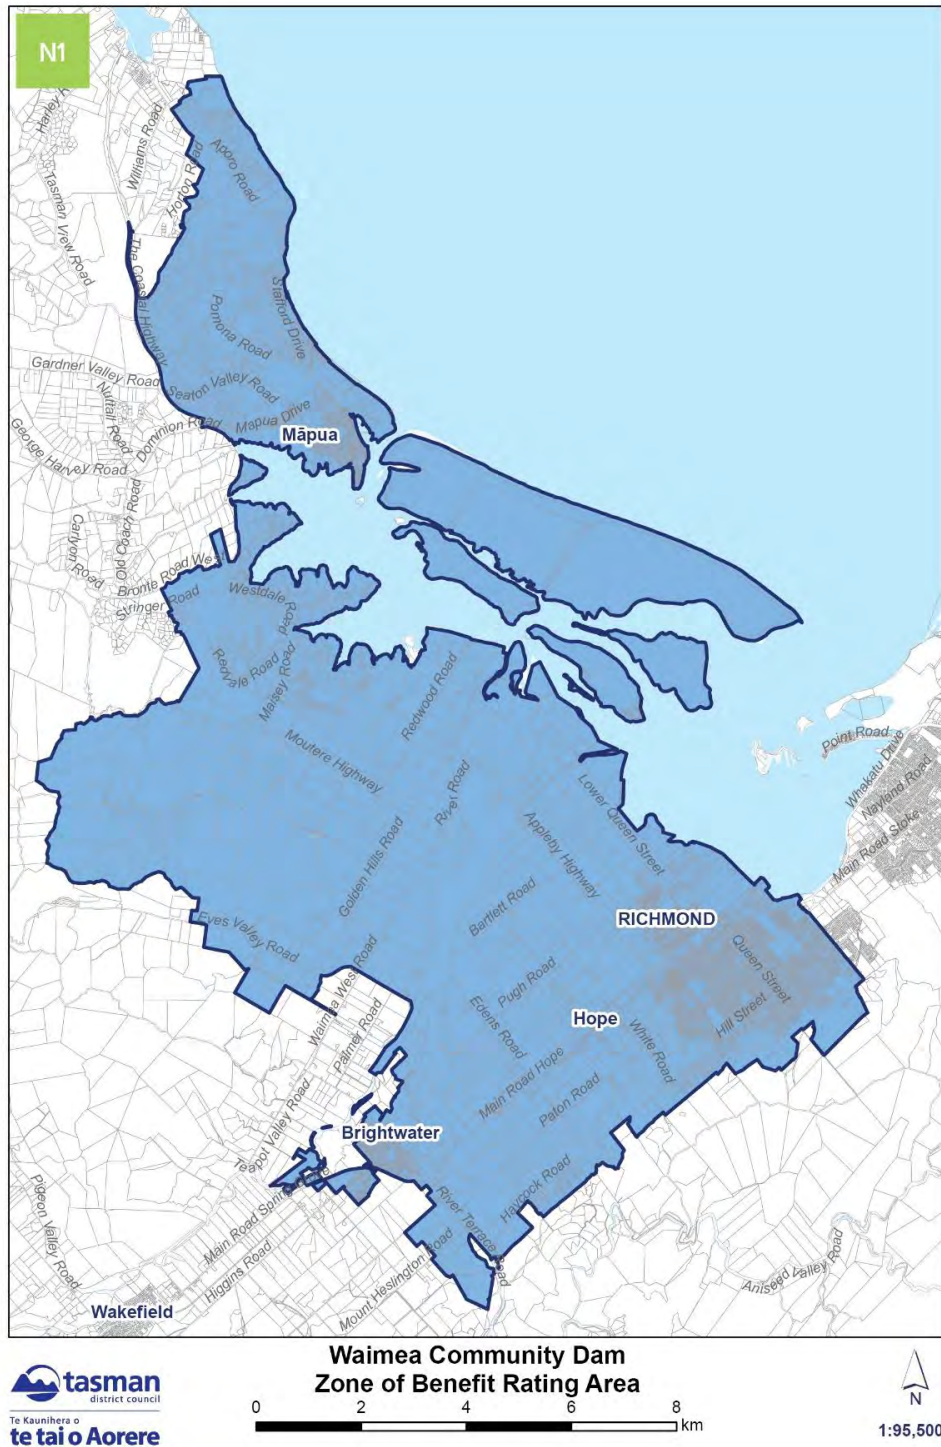 N1
Harley R
Williams Road
Horton Road
Aporo Road
Tasman View Road
The Coastal Highway
Stafford Drive
Pomona Road
Gardner Valley Road
Seaton Valley Road
Nuttall Road
Dominion Road
Mapua Drive
Māpua
George Harvey Road
Old Coach Road
Carlyon Road
Bronte Road West
Stringer Road
Westdale Road
Redvale Road
Maisey Road
Redwood Road
Moutere Highway
River Road
Point Road
Whakatu Drive
Nayland Road
Main Road Stoke
Lower Queen Street
Appleby Highway
Golden Hills Road
Bartlett Road
RICHMOND
Eves Valley Road
Queen Street
Waimea West Road
Pugh Road
Hill Street
Palmer Road
Edens Road
Hope
White Road
Main Road Hope
Paton Road
Brightwater
Teapot Valley Road
Main Road Spring Grove
Haycock Road
River Terrace Road
Pigeon Valley Road
Higgins Road
Mount Heslington Road
Aniseed Valley Road
Wakefield
tasman
district council
Te Kaunihera o
te tai o Aorere
Waimea Community Dam
Zone of Benefit Rating Area
0 2 4 6 8
km
N
1:95,500